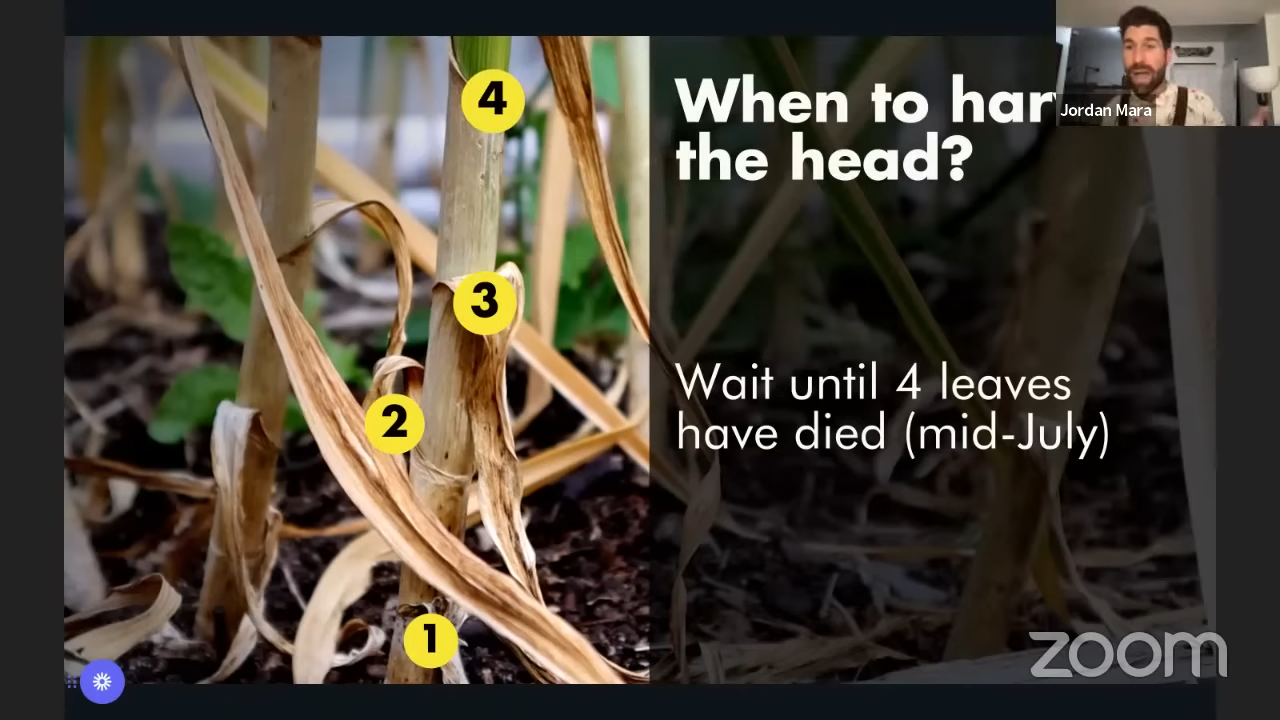 When to har
the head?
Jordan Mara
4
3
2
1
Wait until 4 leaves
have died (mid-July)
zoom